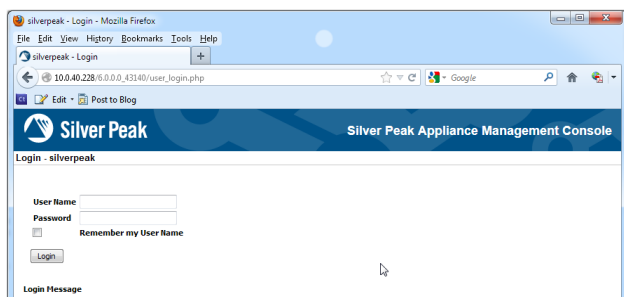 silverpeak - Login - Mozilla Firefox
File Edit View History Bookmarks Tools Help
silverpeak - Login +
10.0.40.228/6.0.0.0_43140/user_login.php
Google
Edit Post to Blog
Silver Peak
Silver Peak Appliance Management Console
Login - silverpeak
User Name
Password
Remember my User Name
Login
Login Message